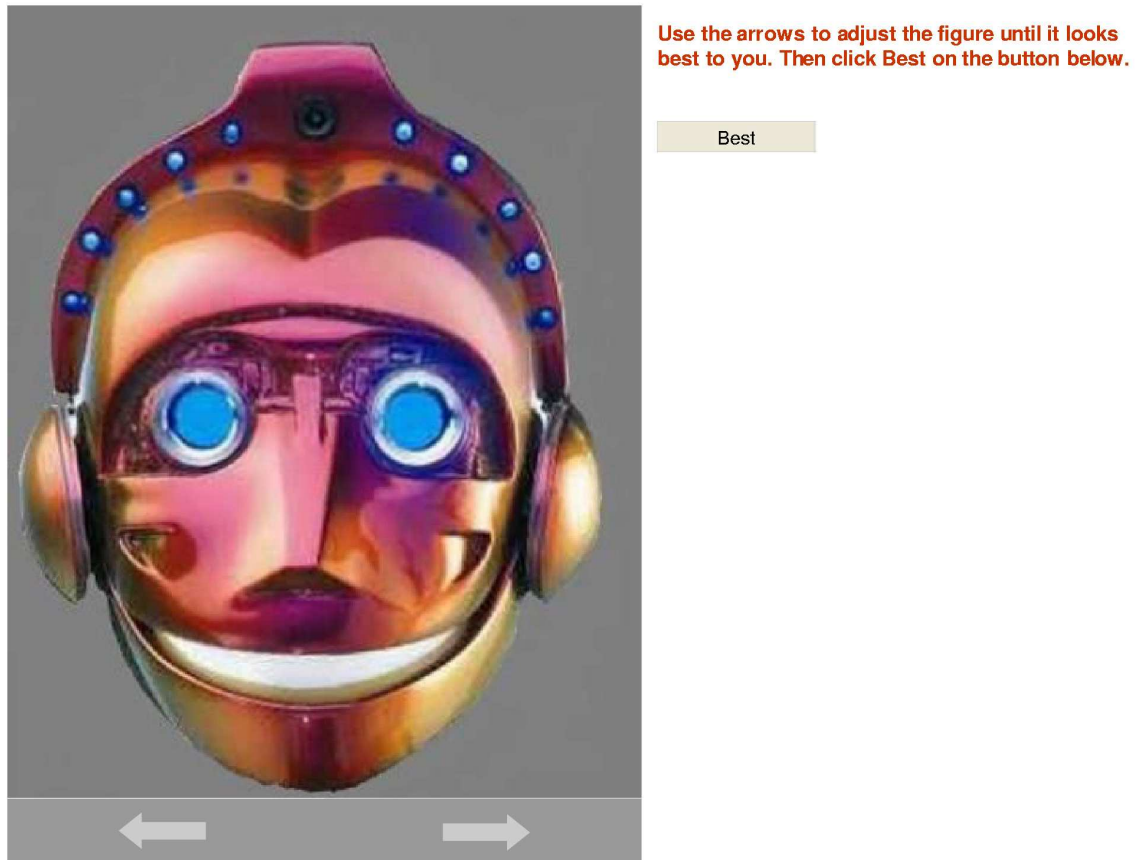 Use the arrows to adjust the figure until it looks
best to you. Then click Best on the button below.
Best